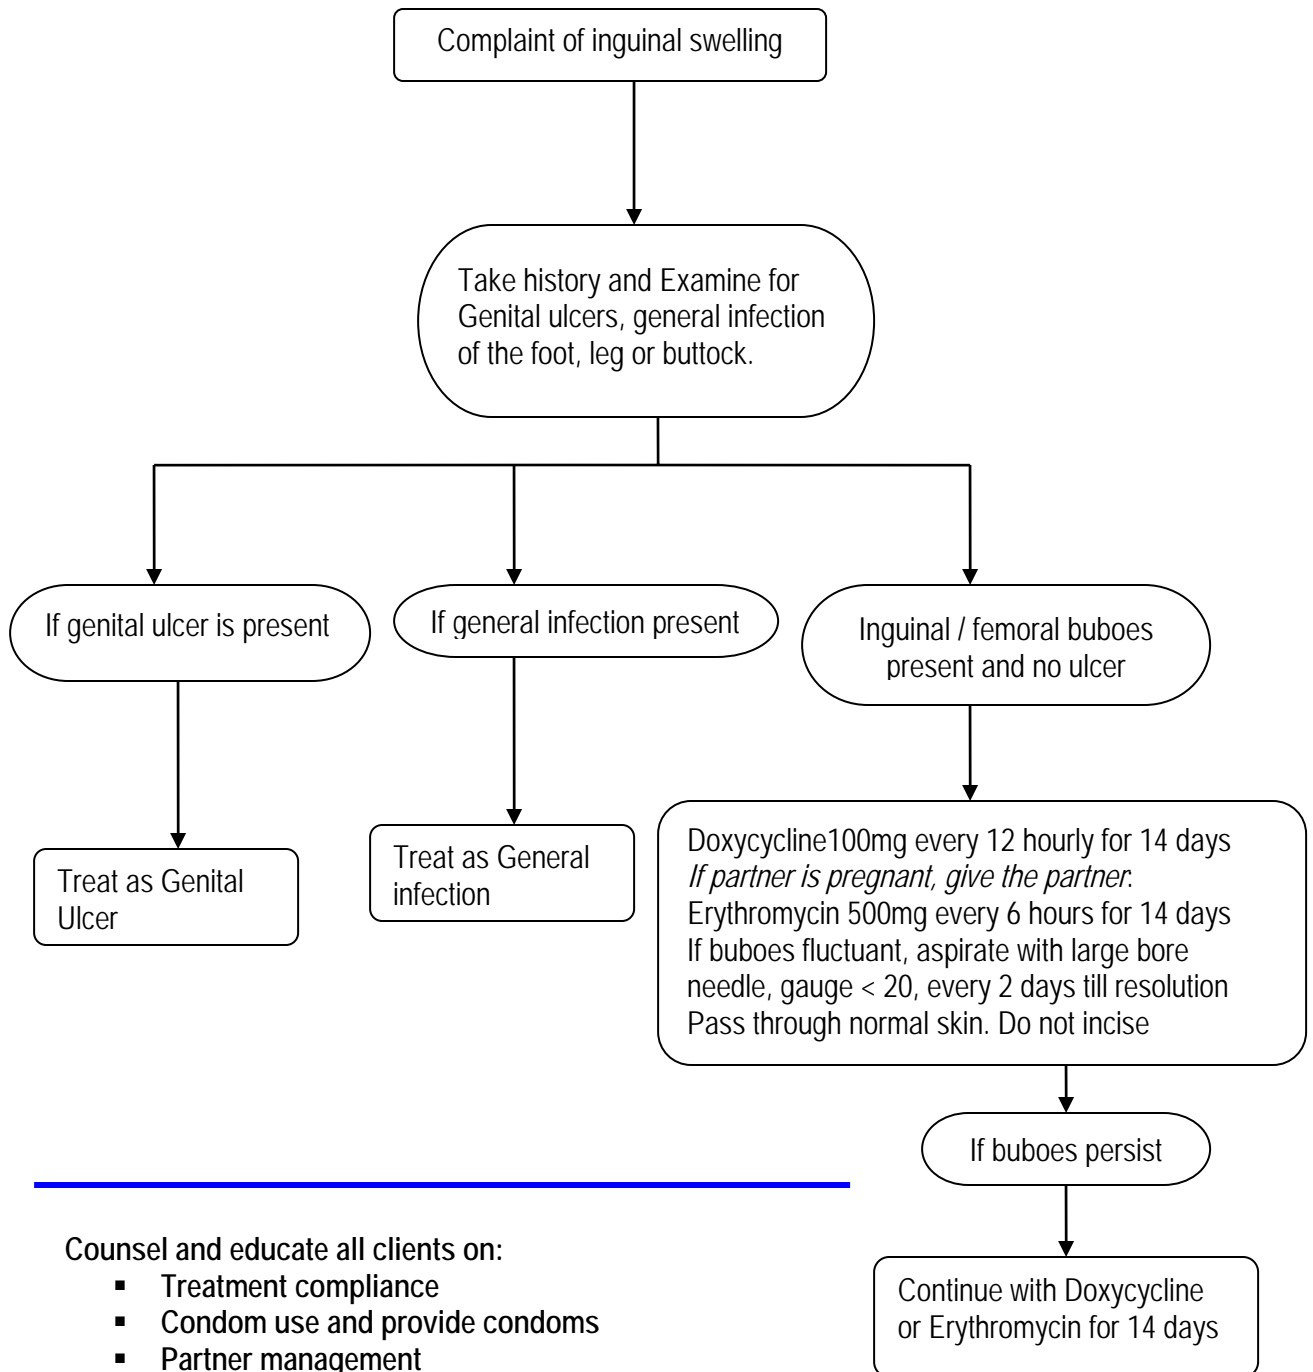 Complaint of inguinal swelling
Take history and Examine for
Genital ulcers, general infection
of the foot, leg or buttock.
If genital ulcer is present
If general infection present
Inguinal / femoral buboes
present and no ulcer
Treat as Genital
Ulcer
Treat as General
infection
Doxycycline100mg every 12 hourly for 14 days
If partner is pregnant, give the partner:
Erythromycin 500mg every 6 hours for 14 days
If buboes fluctuant, aspirate with large bore
needle, gauge < 20, every 2 days till resolution
Pass through normal skin. Do not incise
If buboes persist
Continue with Doxycycline
or Erythromycin for 14 days
Counsel and educate all clients on:
▪ Treatment compliance
▪ Condom use and provide condoms
▪ Partner management